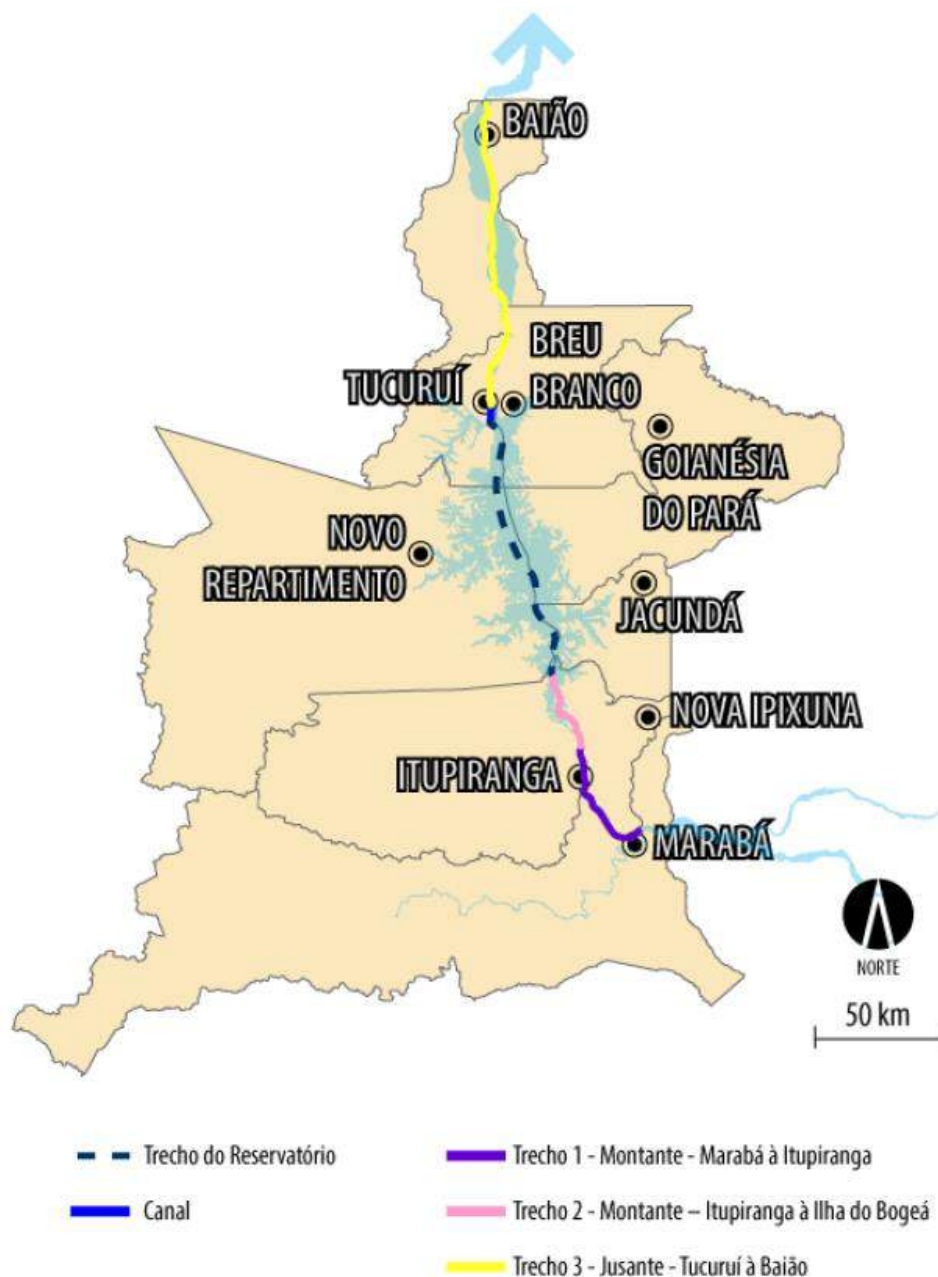 BAIÃO
BREU
BRANCO
TUCURUÍ
GOIANÉSIA
DO PARÁ
NOVO
REPARTIMENTO
JACUNDÁ
NOVA IPIXUNA
ITUPIRANGA
MARABÁ
NORTE
50 km
Trecho do Reservatório
Canal
Trecho 1 - Montante - Marabá à Itupiranga
Trecho 2 - Montante – Itupiranga à Ilha do Bogeá
Trecho 3 - Jusante - Tucuruí à Baião